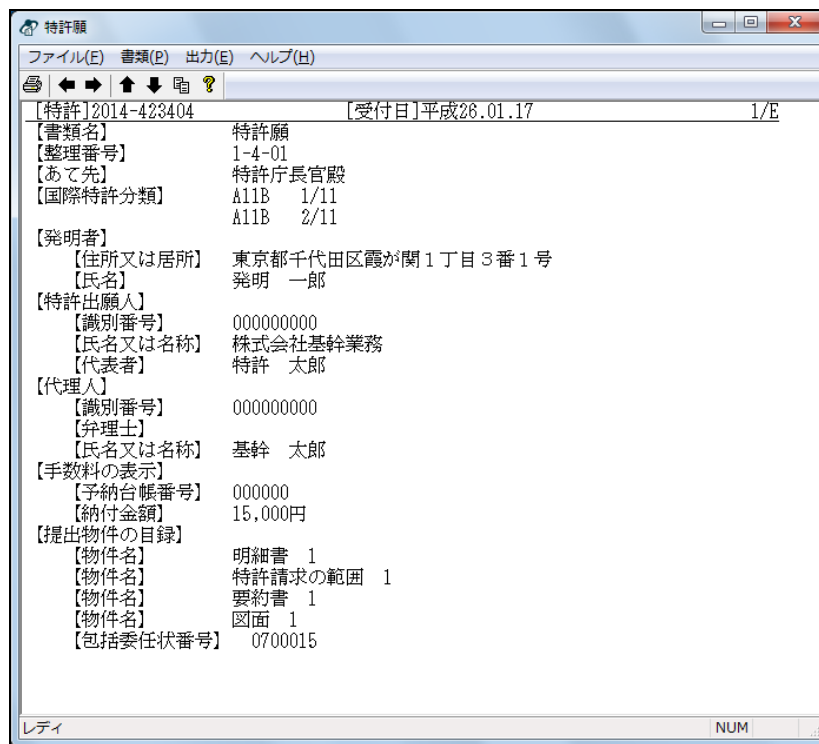 特許願
ファイル(F) 書類(P) 出力(E) ヘルプ(H)
[特許]2014-423404 [受付日]平成26.01.17 1/E
【書類名】 特許願
【整理番号】 1-4-01
【あて先】 特許庁長官殿
【国際特許分類】 A11B 1/11
A11B 2/11
【発明者】
【住所又は居所】 東京都千代田区霞が関1丁目3番1号
【氏名】 発明 一郎
【特許出願人】
【識別番号】 000000000
【氏名又は名称】 株式会社基幹業務
【代表者】 特許 太郎
【代理人】
【識別番号】 000000000
【弁理士】
【氏名又は名称】 基幹 太郎
【手数料の表示】
【予納台帳番号】 000000
【納付金額】 15,000円
【提出物件の目録】
【物件名】 明細書 1
【物件名】 特許請求の範囲 1
【物件名】 要約書 1
【物件名】 図面 1
【包括委任状番号】 0700015
レディ NUM